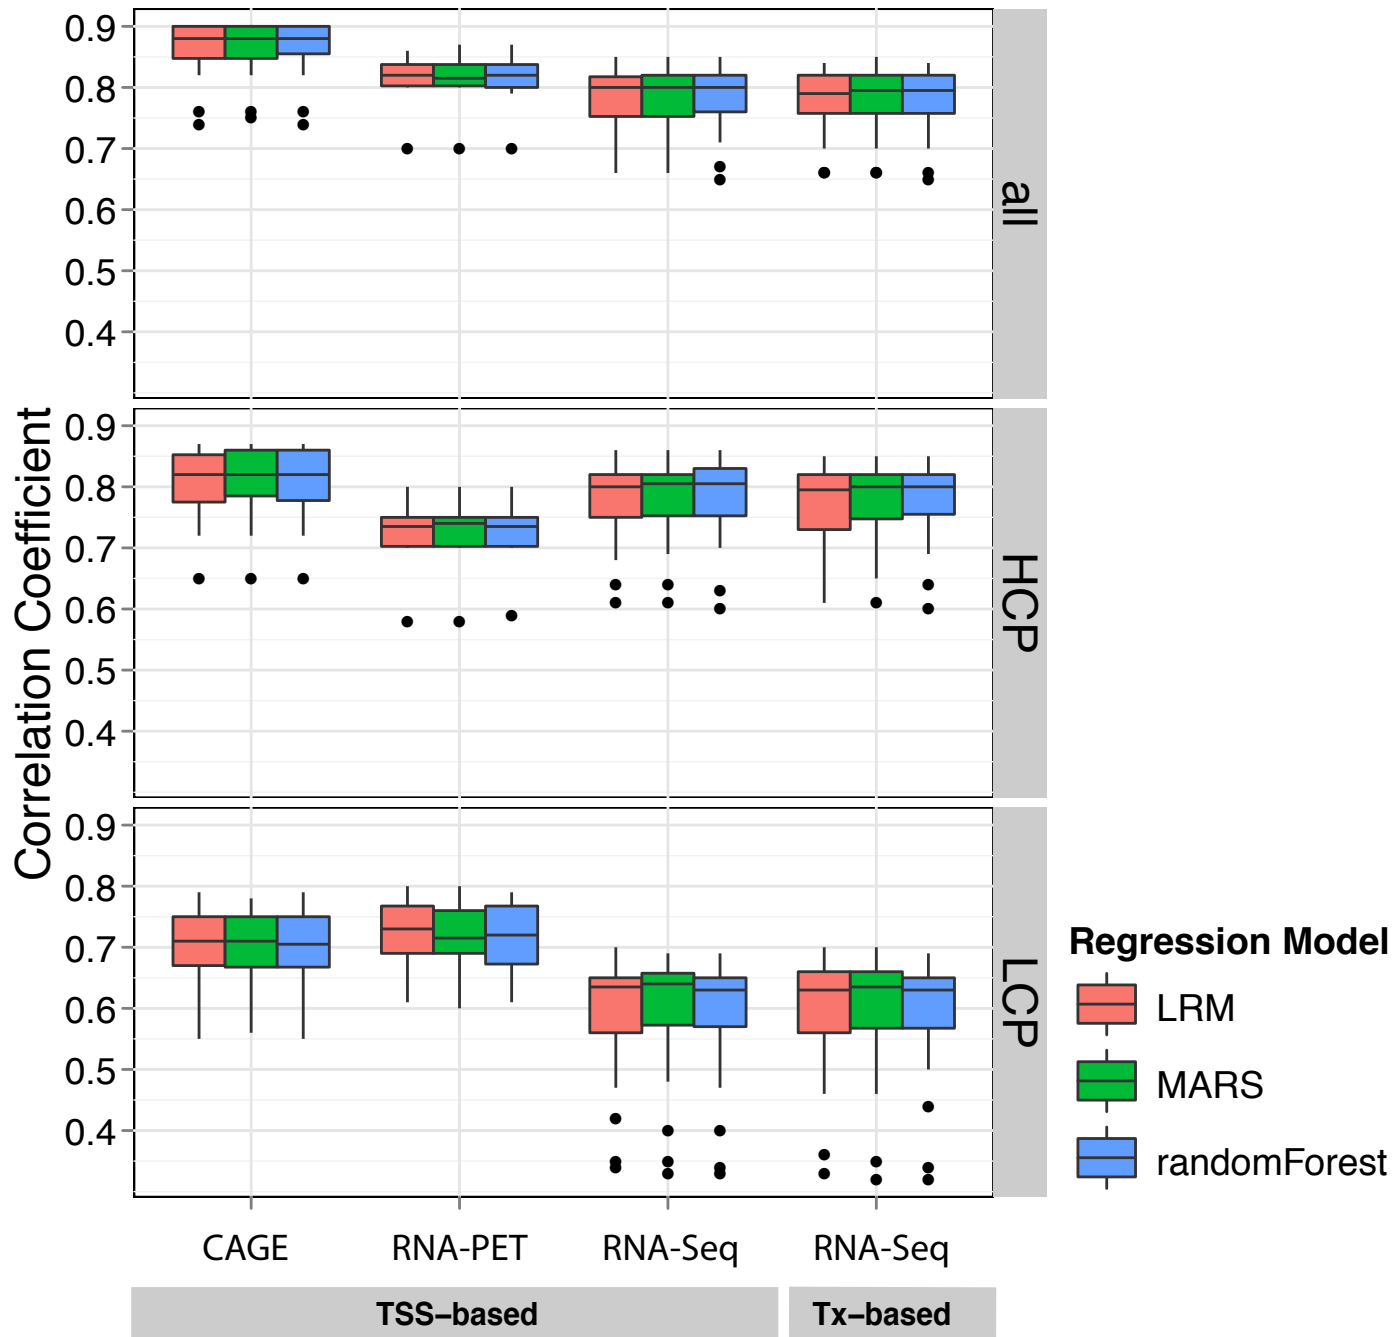 Correlation Coefficient
0.9
0.8
0.7
0.6
0.5
0.4
all
0.9
0.8
0.7
0.6
0.5
0.4
HCP
0.9
0.8
0.7
0.6
0.5
0.4
LCP
Regression Model
LRM
MARS
randomForest
CAGE RNA-PET RNA-Seq RNA-Seq
TSS–based Tx–based